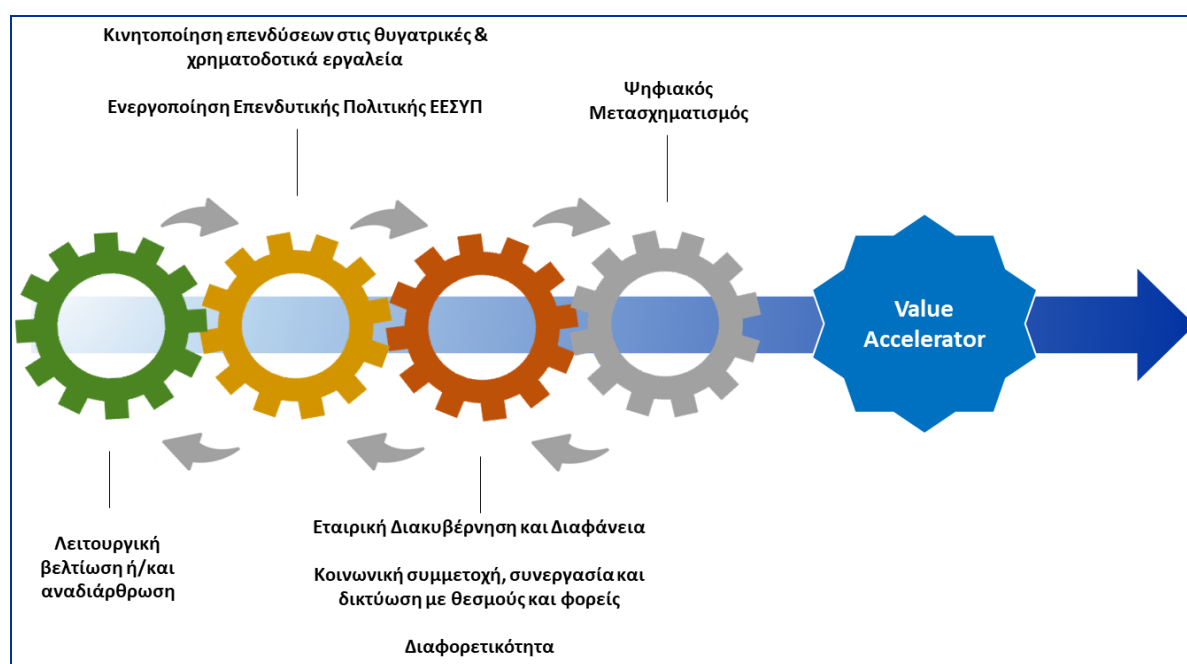 Κινητοποίηση επενδύσεων στις θυγατρικές &
χρηματοδοτικά εργαλεία
Ενεργοποίηση Επενδυτικής Πολιτικής ΕΕΣΥΠ
Ψηφιακός
Μετασχηματισμός
Value
Accelerator
Λειτουργική
βελτίωση ή/και
αναδιάρθρωση
Εταιρική Διακυβέρνηση και Διαφάνεια
Κοινωνική συμμετοχή, συνεργασία και
δικτύωση με θεσμούς και φορείς
Διαφορετικότητα